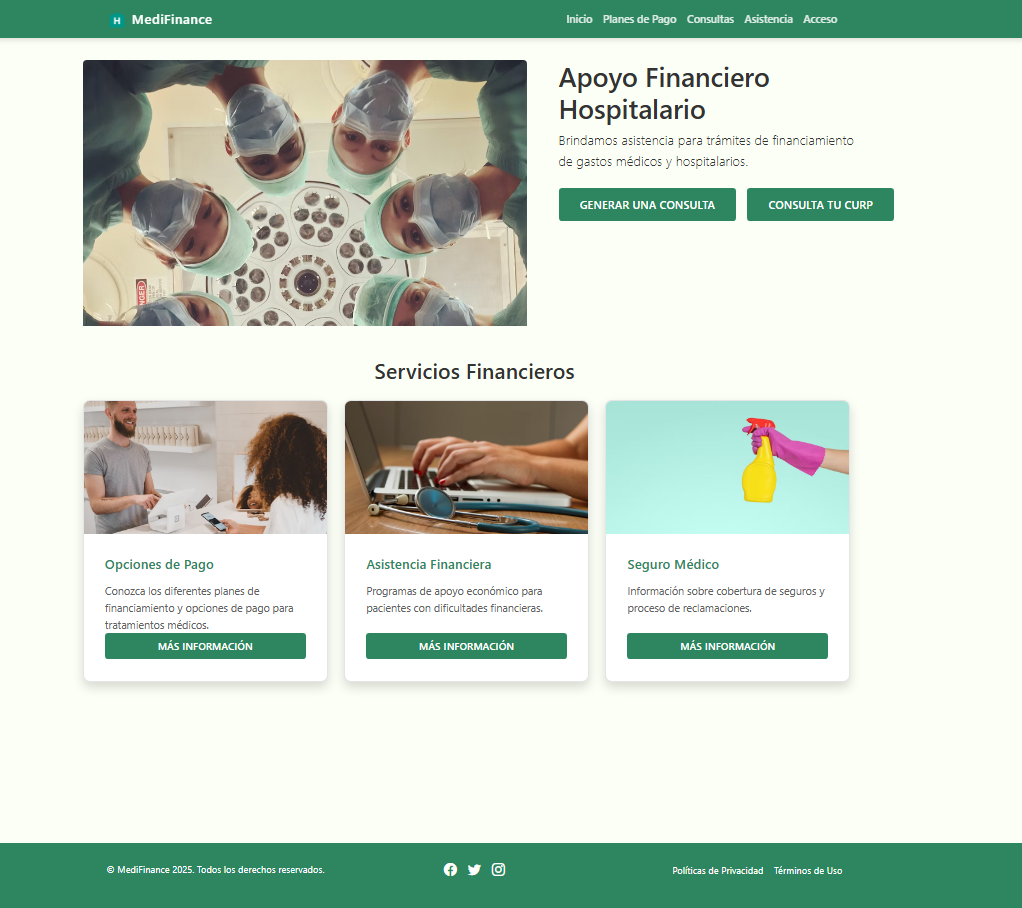 H MediFinance
Inicio Planes de Pago Consultas Asistencia Acceso
Apoyo Financiero
Hospitalario
Brindamos asistencia para trámites de financiamiento
de gastos médicos y hospitalarios.
GENERAR UNA CONSULTA
CONSULTA TU CURP
Servicios Financieros
Opciones de Pago
Conozca los diferentes planes de
financiamiento y opciones de pago para
tratamientos médicos.
MÁS INFORMACIÓN
Asistencia Financiera
Programas de apoyo económico para
pacientes con dificultades financieras.
MÁS INFORMACIÓN
Seguro Médico
Información sobre cobertura de seguros y
proceso de reclamaciones.
MÁS INFORMACIÓN
© MediFinance 2025. Todos los derechos reservados.
Políticas de Privacidad Términos de Uso